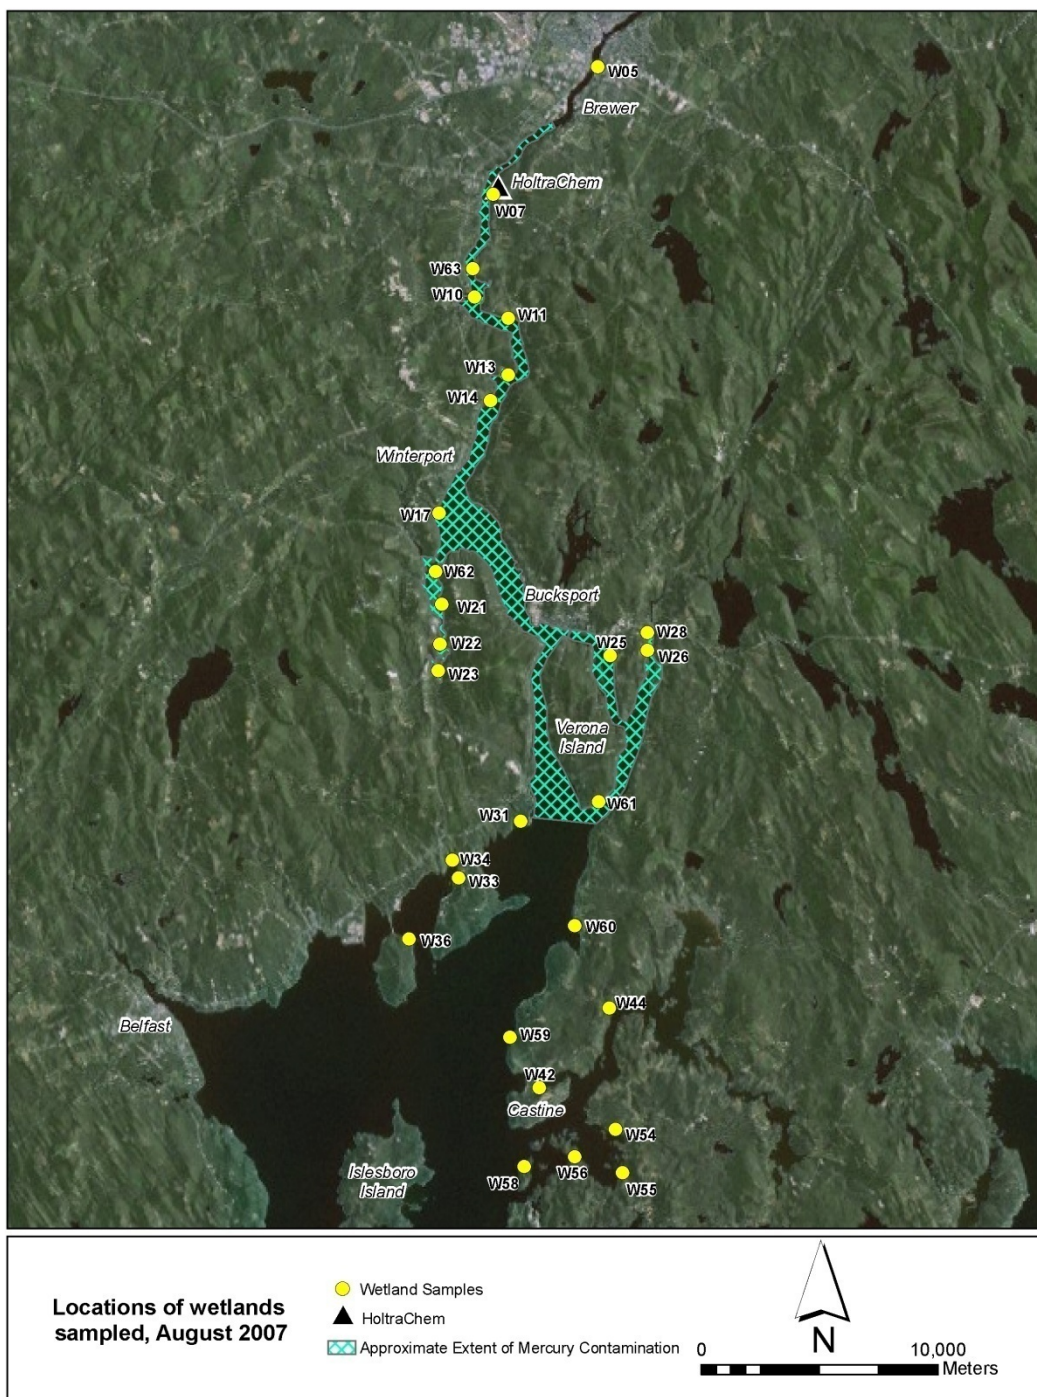 W05
Brewer
HoltraChem
W07
W63
W10
W11
W13
W14
Winterport
W17
W62
Bucksport
W21
W28
W22
W25
W26
W23
Verona
Island
W61
W31
W34
W33
W60
W36
W44
Belfast
W59
W42
Castine
W54
W56
Islesboro
Island
W58
W55
Locations of wetlands
sampled, August 2007
Wetland Samples
HoltraChem
Approximate Extent of Mercury Contamination
N
0 10,000
Meters